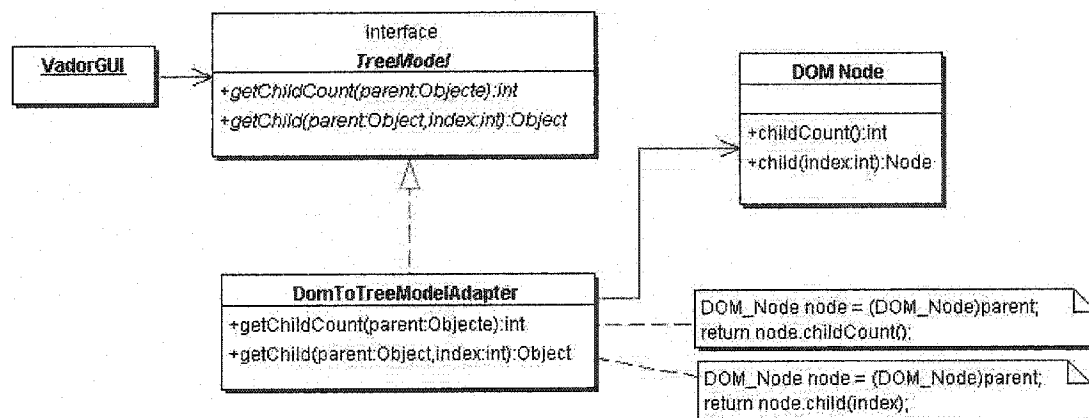 VadorGUI
Interface
TreeModel
+getChildCount(parent:Objecte):int
+getChild(parent:Object,index:int):Object
DOM Node
+childCount():int
+child(index:int):Node
DomToTreeModelAdapter
+getChildCount(parent:Objecte):int
+getChild(parent:Object,index:int):Object
DOM_Node node = (DOM_Node)parent;
return node.childCount();
DOM_Node node = (DOM_Node)parent;
return node.child(index);